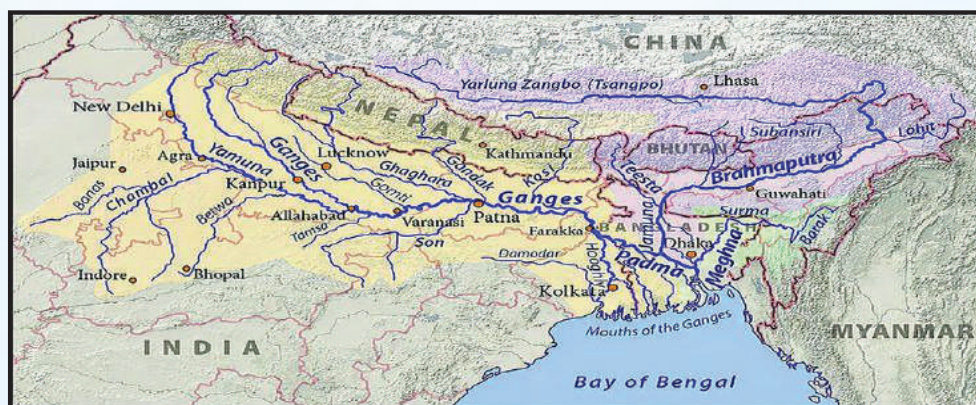 CHINA
Yarlung Zangbo (Tsangpo)
Lhasa
New Delhi
NEPAL
Subansiri
Lohit
BHUTAN
Teesta
Brahmaputra
Jaipur
Agra
Yamuna
Ganges
Lucknow
Kathmandu
Ghaghara
Gandak
Kosi
Guwahati
Banas
Chambal
Kanpur
Gomti
Ganges
Surma
Betwa
Allahabad
Varanasi
Patna
Farakka
BANGLADESH
Jamuna
Barak
Tamsa
Son
Dhaka
Meghna
Indore
Bhopal
Damodar
Hooghly
Padma
Kolkata
Mouths of the Ganges
INDIA
MYANMAR
Bay of Bengal